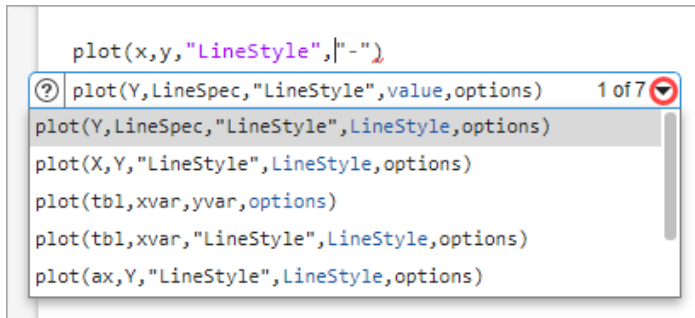 plot(x,y,"LineStyle","-")
? plot(Y,LineSpec,"LineStyle",value,options) 1 of 7
plot(Y,LineSpec,"LineStyle",LineStyle,options)
plot(X,Y,"LineStyle",LineStyle,options)
plot(tbl,xvar,yvar,options)
plot(tbl,xvar,"LineStyle",LineStyle,options)
plot(ax,Y,"LineStyle",LineStyle,options)